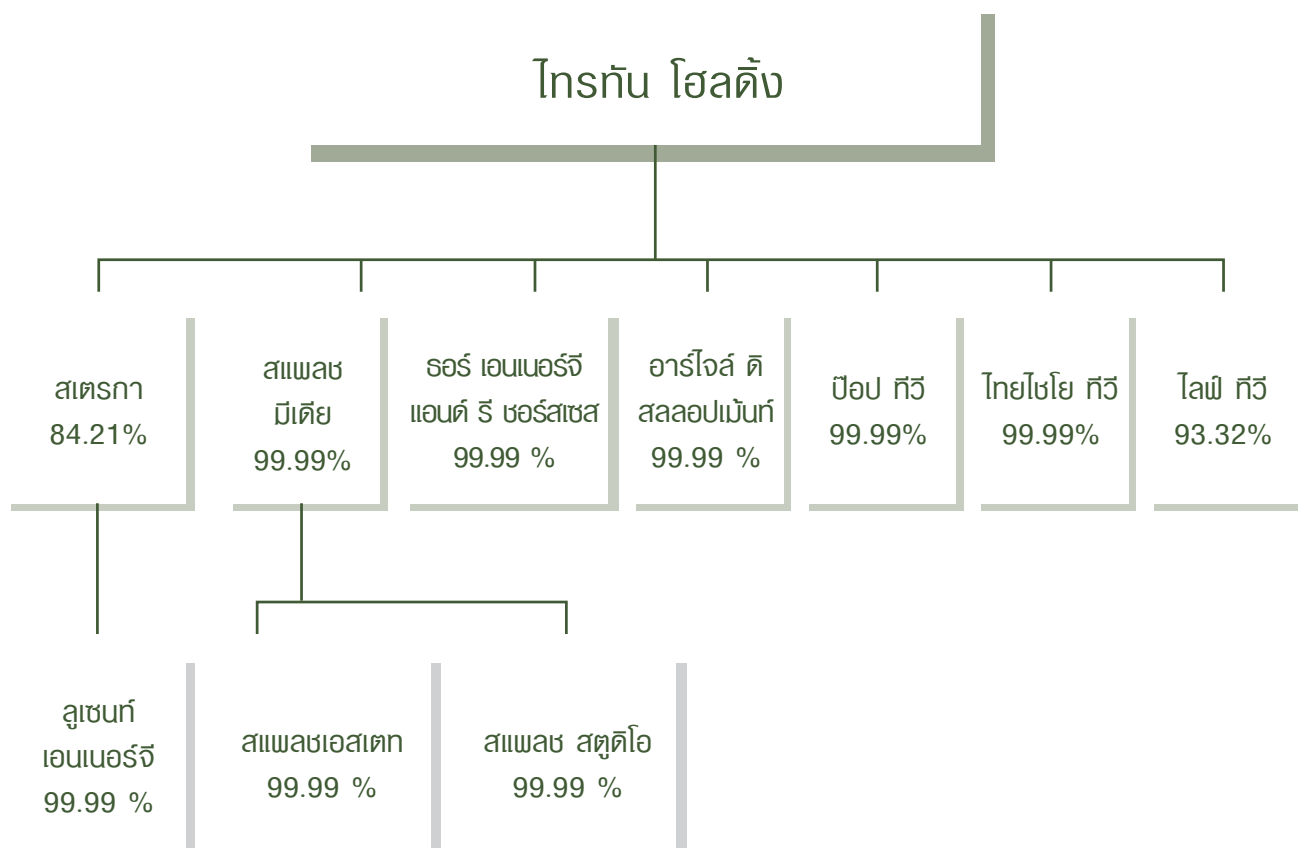 ไทรทัน โฮลดิ้ง
สเตรกา
84.21%
สแพลช
มีเดีย
99.99%
ธอร์ เอนเนอร์จี
แอนด์ รี ซอร์สเซส
99.99 %
อาร์ไจล์ ดิ
สลลอปเม้นท์
99.99 %
ป๊อป ทีวี
99.99%
ไทยไชโย ทีวี
99.99%
ไลฟ์ ทีวี
93.32%
ลูเซนท์
เอนเนอร์จี
99.99 %
สแพลชเอสเตท
99.99 %
สแพลช สตูดิโอ
99.99 %